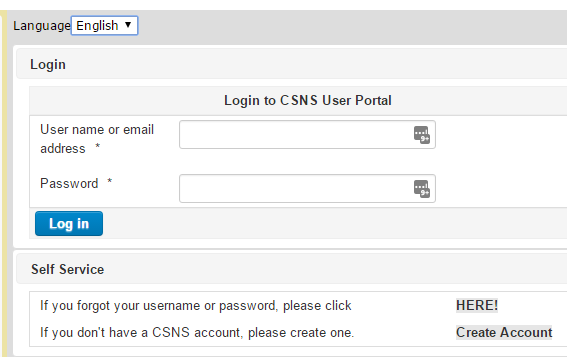 Language English
Login
Login to CSNS User Portal
User name or email
address *
Password *
Log in
Self Service
If you forgot your username or password, please click HERE!
If you don't have a CSNS account, please create one. Create Account